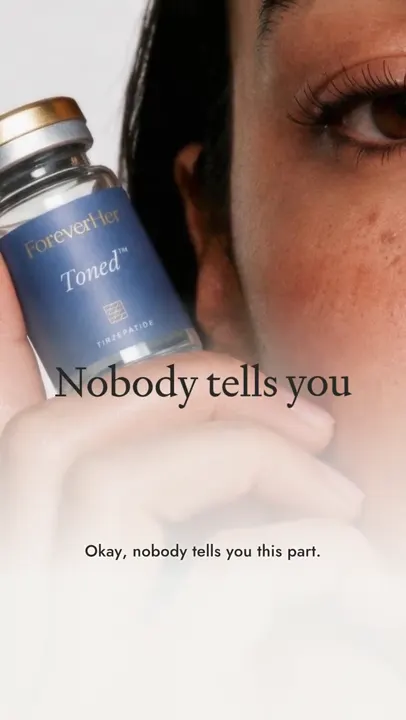 ForeverHer
Toned™
TIRZEPATIDE
Nobody tells you
Okay, nobody tells you this part.